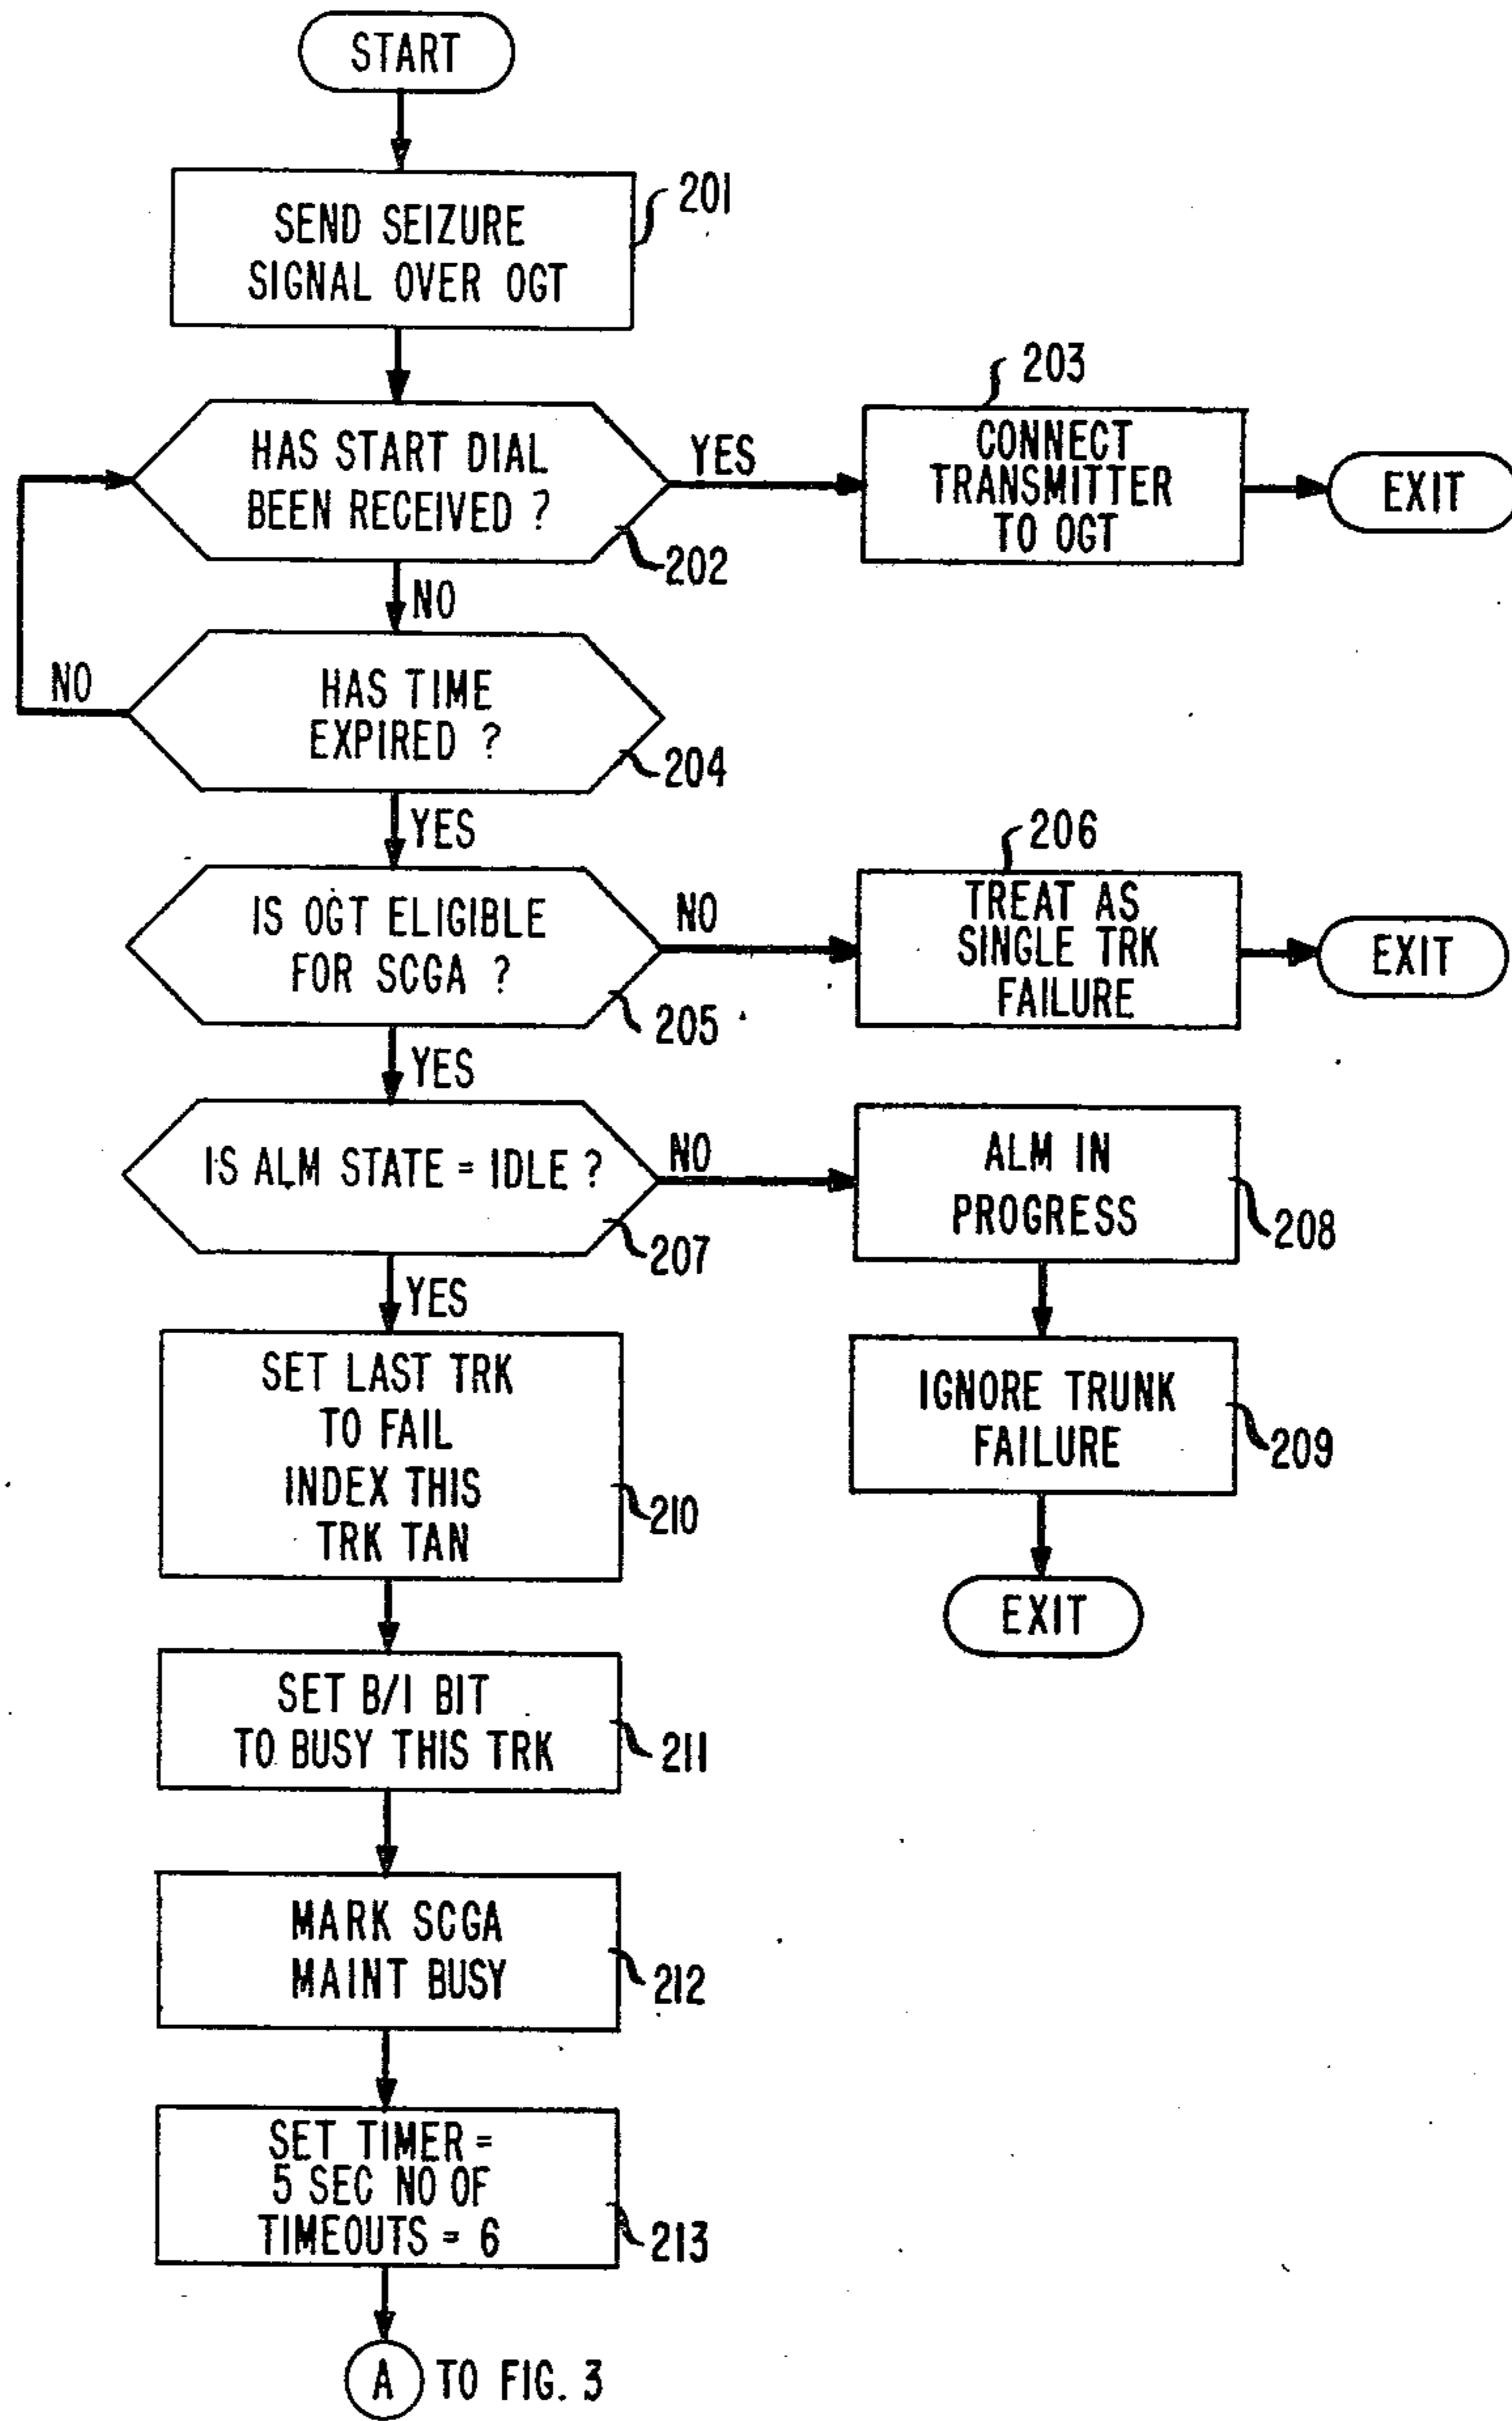 START
SEND SEIZURE
SIGNAL OVER OGT
201
HAS START DIAL
BEEN RECEIVED ?
202
YES
203
CONNECT
TRANSMITTER
TO OGT
EXIT
NO
HAS TIME
EXPIRED ?
204
NO
YES
IS OGT ELIGIBLE
FOR SCGA ?
205
NO
206
TREAT AS
SINGLE TRK
FAILURE
EXIT
YES
IS ALM STATE = IDLE ?
207
NO
ALM IN
PROGRESS
208
IGNORE TRUNK
FAILURE
209
EXIT
YES
SET LAST TRK
TO FAIL
INDEX THIS
TRK TAN
210
SET B/I BIT
TO BUSY THIS TRK
211
MARK SCGA
MAINT BUSY
212
SET TIMER =
5 SEC NO OF
TIMEOUTS = 6
213
A TO FIG. 3